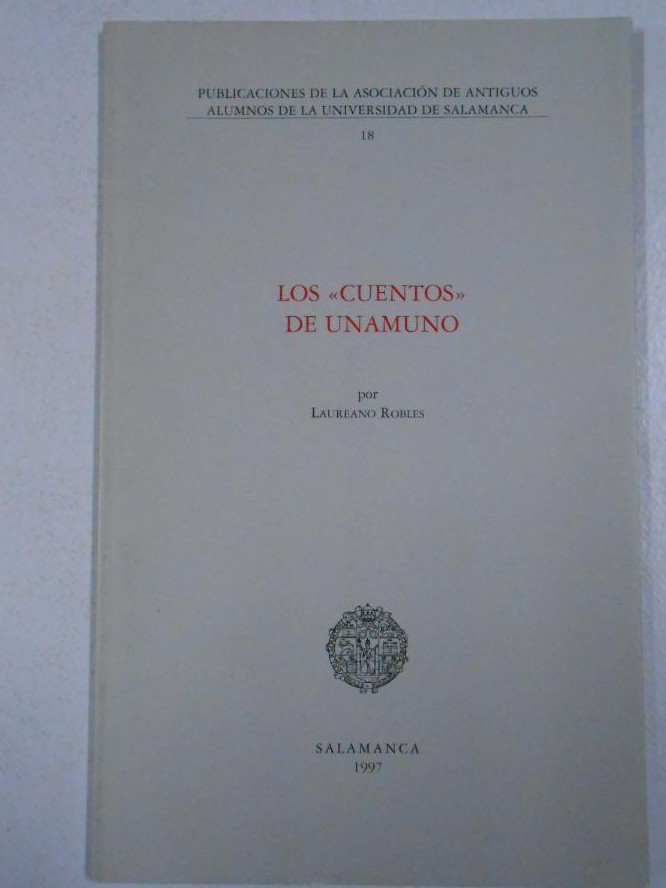 PUBLICACIONES DE LA ASOCIACIÓN DE ANTIGUOS
ALUMNOS DE LA UNIVERSIDAD DE SALAMANCA
18
LOS «CUENTOS»
DE UNAMUNO
por
LAUREANO ROBLES
SALAMANCA
1997